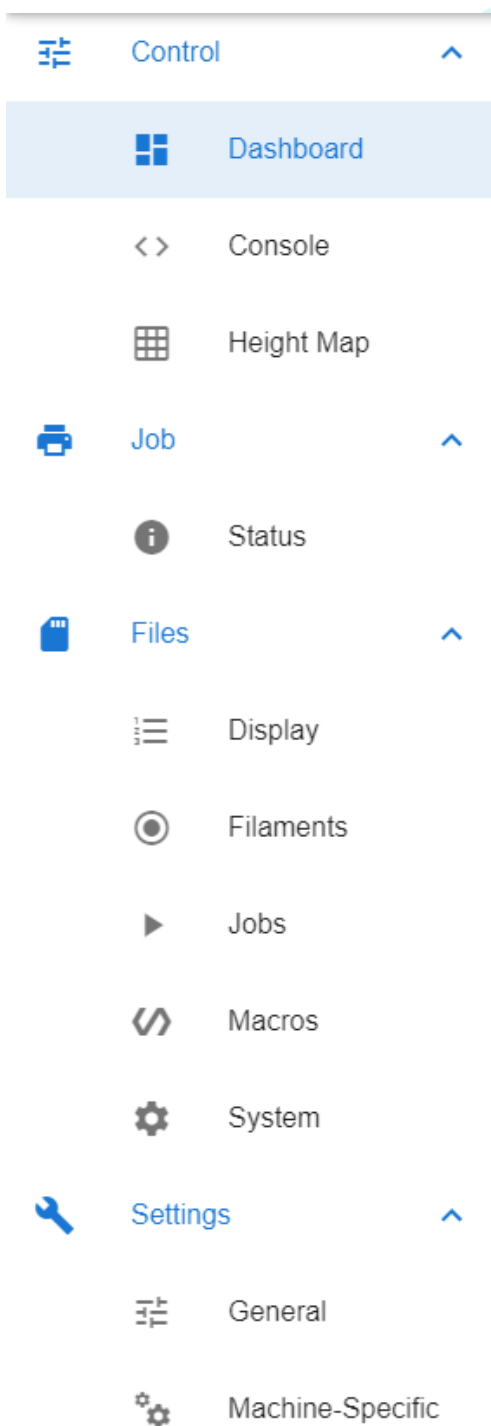 Control
Dashboard
Console
Height Map
Job
Status
Files
Display
Filaments
Jobs
Macros
System
Settings
General
Machine-Specific